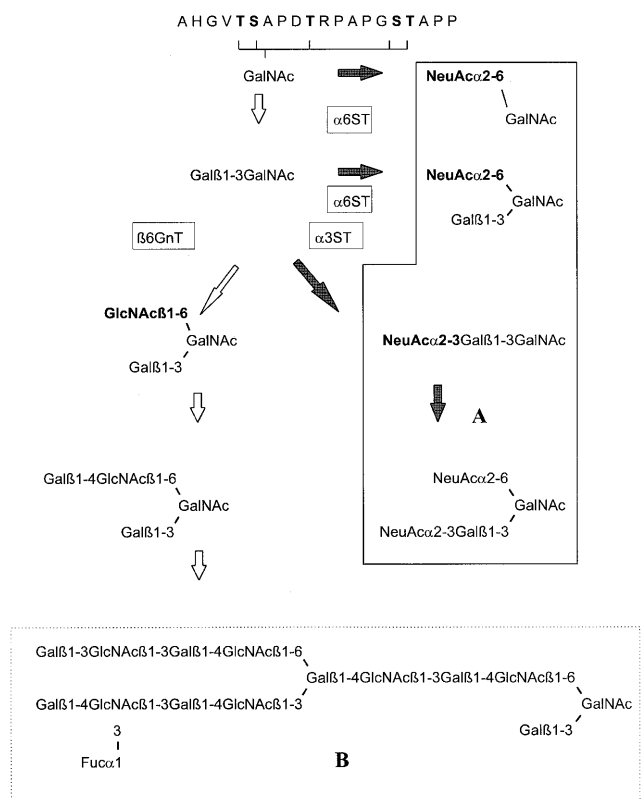 AHGVTSAPDTRPAPGSTAPP
GalNAc
NeuAcα2-6
GalNAc
α6ST
Galß1-3GalNAc
NeuAcα2-6
GalNAc
Galß1-3
α6ST
ß6GnT
α3ST
GlcNAcß1-6
GalNAc
Galß1-3
NeuAcα2-3Galß1-3GalNAc
A
Galß1-4GlcNAcß1-6
GalNAc
Galß1-3
NeuAcα2-6
GalNAc
NeuAcα2-3Galß1-3
Galß1-3GlcNAcß1-3Galß1-4GlcNAcß1-6
Galß1-4GlcNAcß1-3Galß1-4GlcNAcß1-6
GalNAc
Galß1-4GlcNAcß1-3Galß1-4GlcNAcß1-3
Galß1-3
3
Fucα1
B